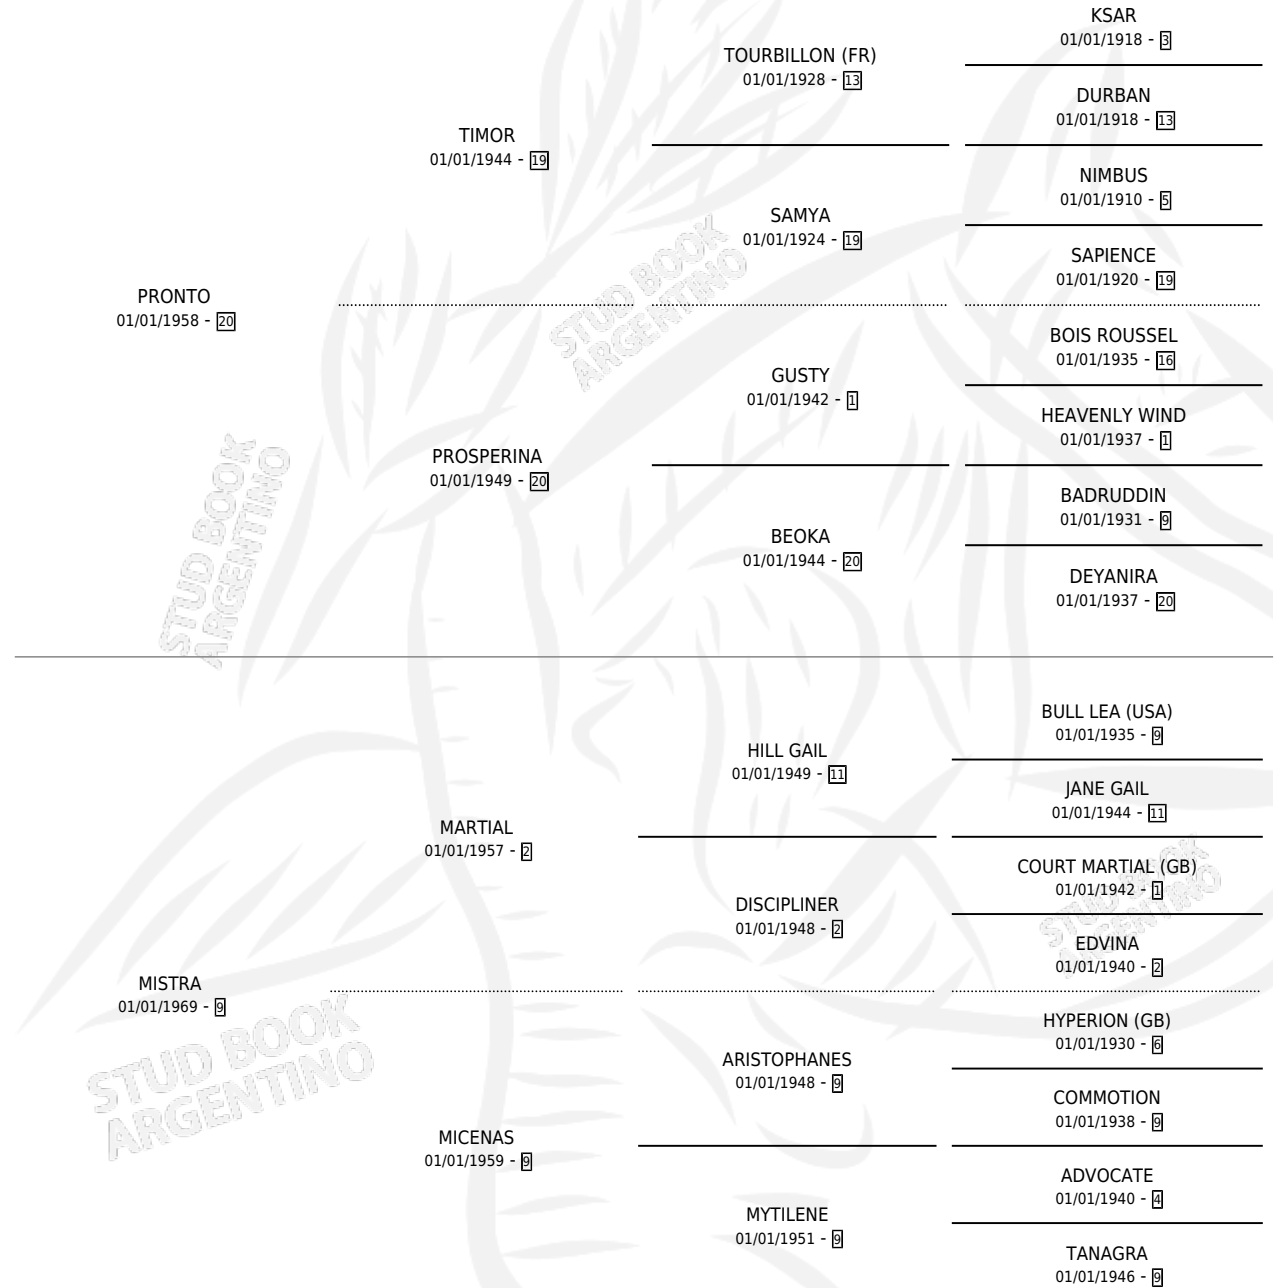 KSAR
01/01/1918 - 3
TOURBILLON (FR)
01/01/1928 - 13
DURBAN
01/01/1918 - 13
TIMOR
01/01/1944 - 19
NIMBUS
01/01/1910 - 5
SAMYA
01/01/1924 - 19
SAPIENCE
01/01/1920 - 19
PRONTO
01/01/1958 - 20
BOIS ROUSSEL
01/01/1935 - 16
GUSTY
01/01/1942 - 1
HEAVENLY WIND
01/01/1937 - 1
PROSPERINA
01/01/1949 - 20
BADRUDDIN
01/01/1931 - 9
BEOKA
01/01/1944 - 20
DEYANIRA
01/01/1937 - 20
BULL LEA (USA)
01/01/1935 - 9
HILL GAIL
01/01/1949 - 11
JANE GAIL
01/01/1944 - 11
MARTIAL
01/01/1957 - 2
COURT MARTIAL (GB)
01/01/1942 - 1
DISCIPLINER
01/01/1948 - 2
EDVINA
01/01/1940 - 2
MISTRA
01/01/1969 - 9
HYPERION (GB)
01/01/1930 - 6
ARISTOPHANES
01/01/1948 - 9
COMMOTION
01/01/1938 - 9
MICENAS
01/01/1959 - 9
ADVOCATE
01/01/1940 - 4
MYTILENE
01/01/1951 - 9
TANAGRA
01/01/1946 - 9
STUD BOOK
ARGENTINO
STUD BOOK
ARGENTINO
STUD BOOK
ARGENTINO
STUD BOOK
ARGENTINO